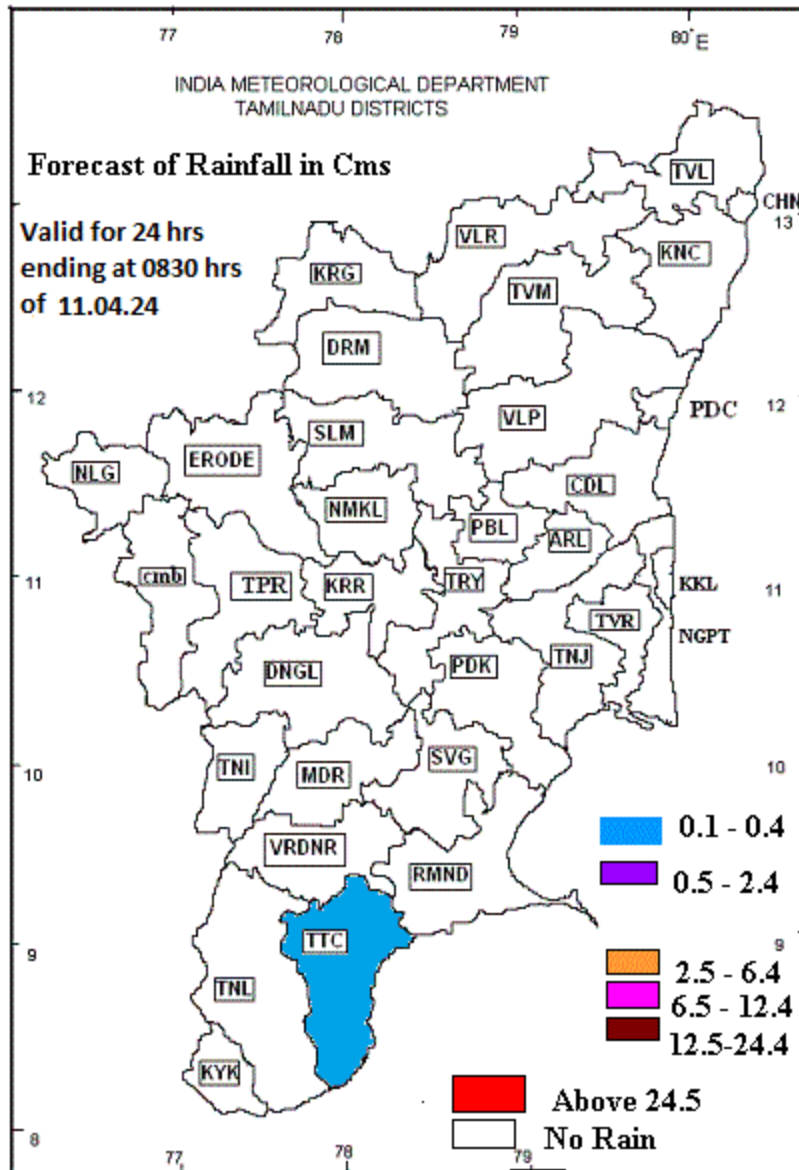 77 78 79 80°E
INDIA METEOROLOGICAL DEPARTMENT
TAMILNADU DISTRICTS
Forecast of Rainfall in Cms
TVL
CHN
13
Valid for 24 hrs
ending at 0830 hrs
of 11.04.24
VLR
KNC
KRG
TVM
DRM
12
12
PDC
VLP
SLM
ERODE
NLG
CDL
NMKL
PBL
ARL
11
cmb
TPR
KRR
TRY
KKL
11
TVR
NGPT
TNJ
PDK
DNGL
10
TNI
MDR
SVG
10
0.1 - 0.4
VRDNR
RMND
0.5 - 2.4
9
TTC
9
2.5 - 6.4
TNL
6.5 - 12.4
12.5-24.4
KYK
Above 24.5
No Rain
8
77 78 79